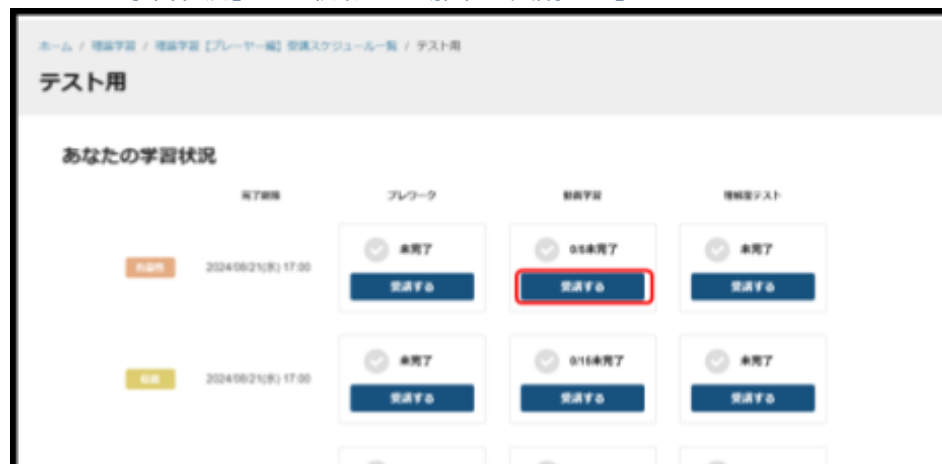 ホーム / 理論学習 / 理論学習【プレーヤー編】受講スケジュール一覧 / テスト用
テスト用
あなたの学習状況
完了期限 プレワーク 動画学習 理解度テスト
未完了 未完了 未完了
2024/08/21(水) 17:00
受講する 受講する 受講する
未完了 0/15未完了 未完了
2024/08/21(水) 17:00
受講する 受講する 受講する